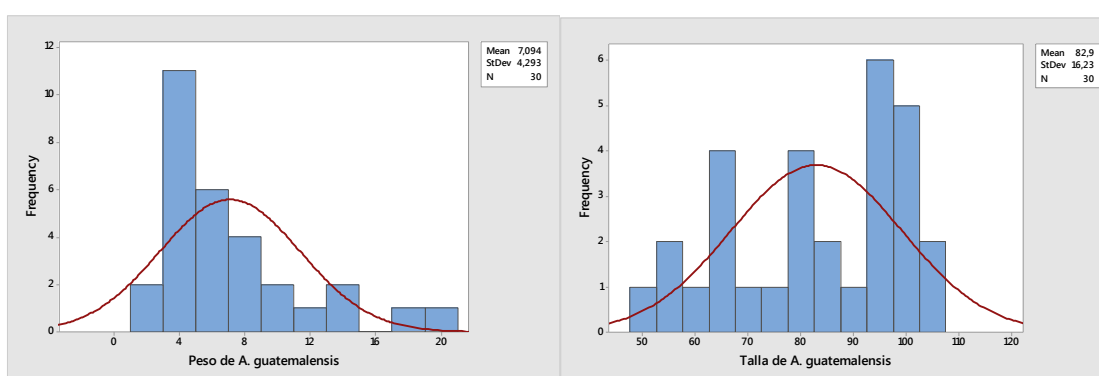 Mean 7,094
StDev 4,293
N 30
12
10
8
6
4
2
0
Frequency
0 4 8 12 16 20
Peso de A. guatemalensis
Mean 82,9
StDev 16,23
N 30
6
5
4
3
2
1
0
Frequency
50 60 70 80 90 100 110 120
Talla de A. guatemalensis